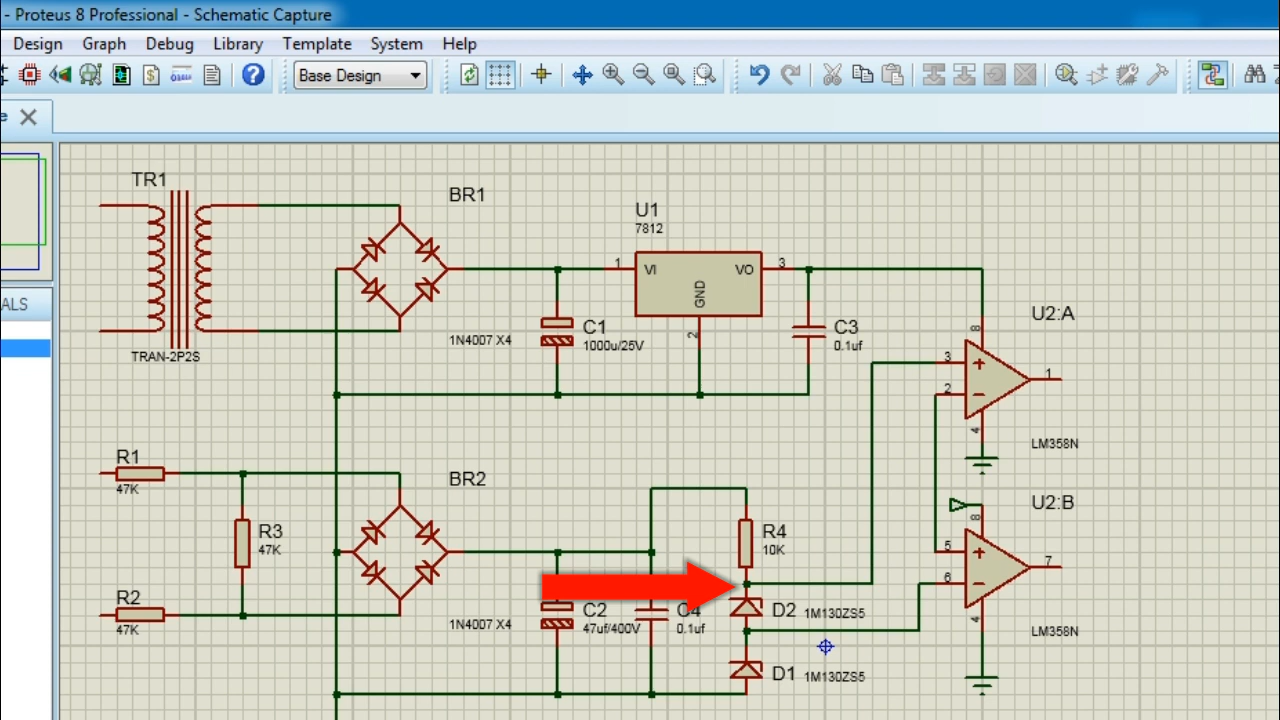 - Proteus 8 Professional - Schematic Capture
Design Graph Debug Library Template System Help
$
?
Base Design
e
ALS
TR1
TRAN-2P2S
BR1
1N4007 X4
U1
7812
1
VI
VO
3
GND
2
C1
1000u/25V
C3
0.1uf
U2:A
8
3
+
2
−
1
4
LM358N
R1
47K
R3
47K
R2
47K
BR2
1N4007 X4
C2
47uf/400V
C4
0.1uf
R4
10K
D2
1M130ZS5
D1
1M130ZS5
U2:B
8
5
+
6
−
7
4
LM358N